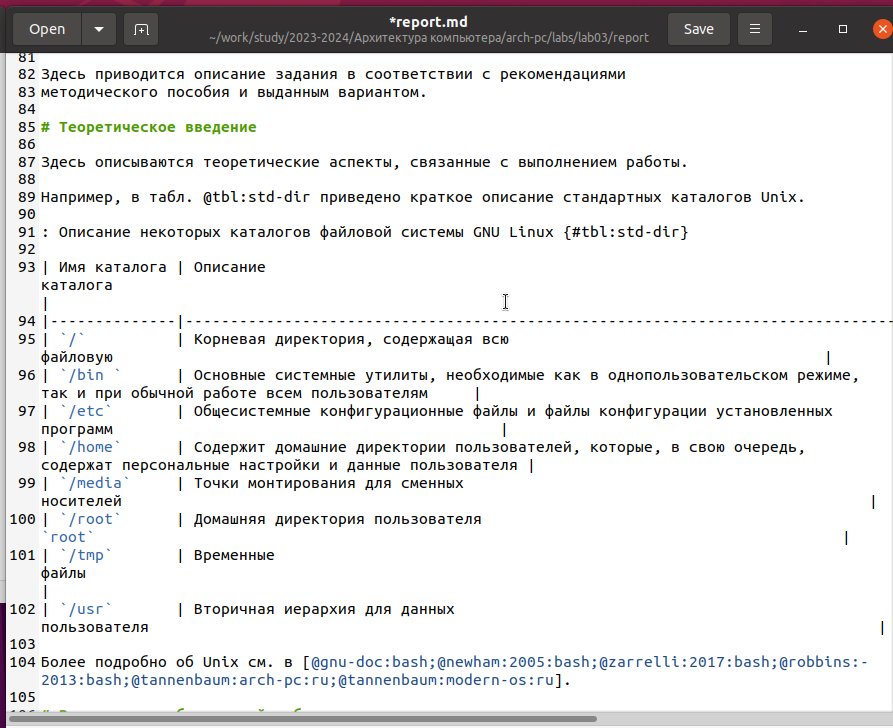 Open
*report.md
~/work/study/2023-2024/Архитектура компьютера/arch-pc/labs/lab03/report
Save
81
82 Здесь приводится описание задания в соответствии с рекомендациями
83 методического пособия и выданным вариантом.
84
85 # Теоретическое введение
86
87 Здесь описываются теоретические аспекты, связанные с выполнением работы.
88
89 Например, в табл. @tbl:std-dir приведено краткое описание стандартных каталогов Unix.
90
91 : Описание некоторых каталогов файловой системы GNU Linux {#tbl:std-dir}
92
93 | Имя каталога | Описание
каталога
|
94 |--------------|-------------------------------------------------------------------------------
95 | `/`          | Корневая директория, содержащая всю
файловую                                                                               |
96 | `/bin `      | Основные системные утилиты, необходимые как в однопользовательском режиме,
так и при обычной работе всем пользователям     |
97 | `/etc`       | Общесистемные конфигурационные файлы и файлы конфигурации установленных
программ                                           |
98 | `/home`      | Содержит домашние директории пользователей, которые, в свою очередь,
содержат персональные настройки и данные пользователя |
99 | `/media`     | Точки монтирования для сменных
носителей                                                                                   |
100 | `/root`      | Домашняя директория пользователя
`root`                                                                                   |
101 | `/tmp`       | Временные
файлы
|
102 | `/usr`       | Вторичная иерархия для данных
пользователя                                                                                 |
103
104 Более подробно об Unix см. в [@gnu-doc:bash;@newham:2005:bash;@zarrelli:2017:bash;@robbins:-
2013:bash;@tannenbaum:arch-pc:ru;@tannenbaum:modern-os:ru].
105